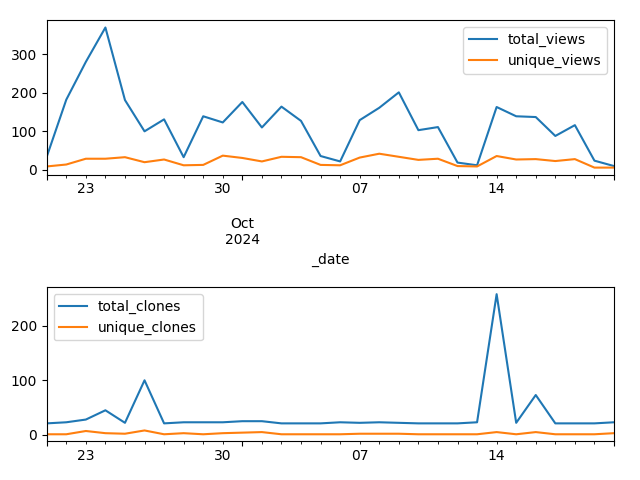 total_views
unique_views
300
200
100
0
23
30
07
14
Oct
2024
_date
total_clones
unique_clones
200
100
0
23
30
07
14